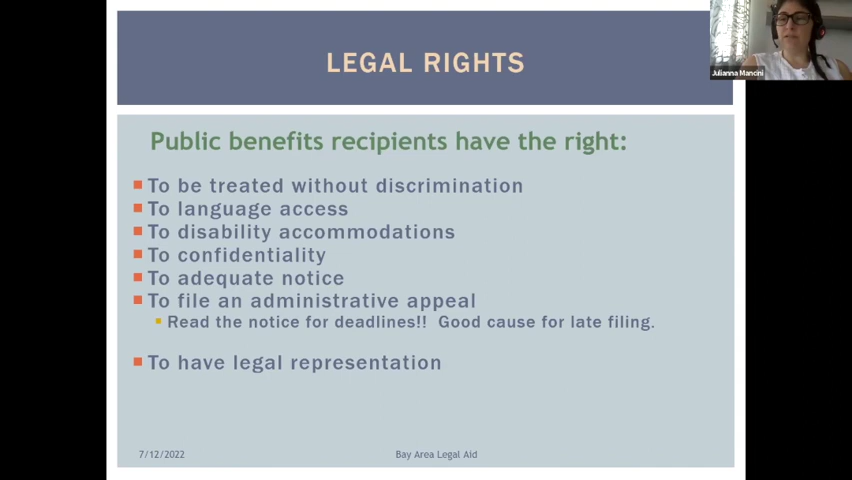 LEGAL RIGHTS
Julianna Mancini
Public benefits recipients have the right:
To be treated without discrimination
To language access
To disability accommodations
To confidentiality
To adequate notice
To file an administrative appeal
Read the notice for deadlines!! Good cause for late filing.
To have legal representation
7/12/2022
Bay Area Legal Aid